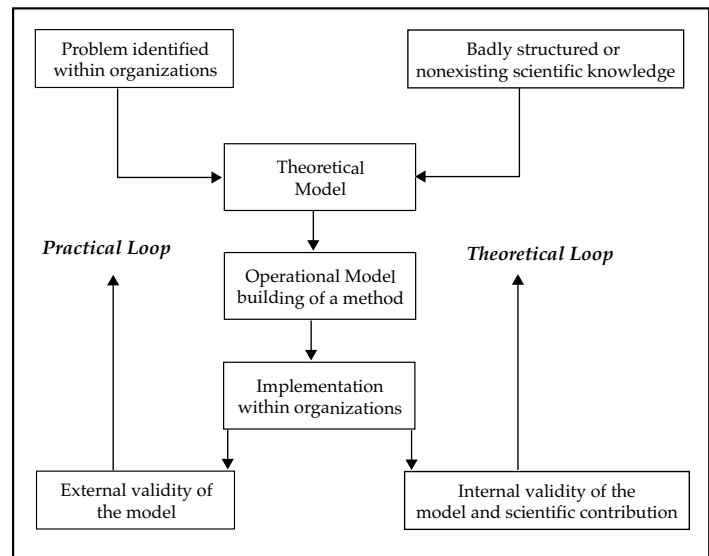 Problem identified
within organizations
Badly structured or
nonexisting scientific knowledge
Theoretical
Model
Practical Loop
Theoretical Loop
Operational Model
building of a method
Implementation
within organizations
External validity of
the model
Internal validity of the
model and scientific contribution